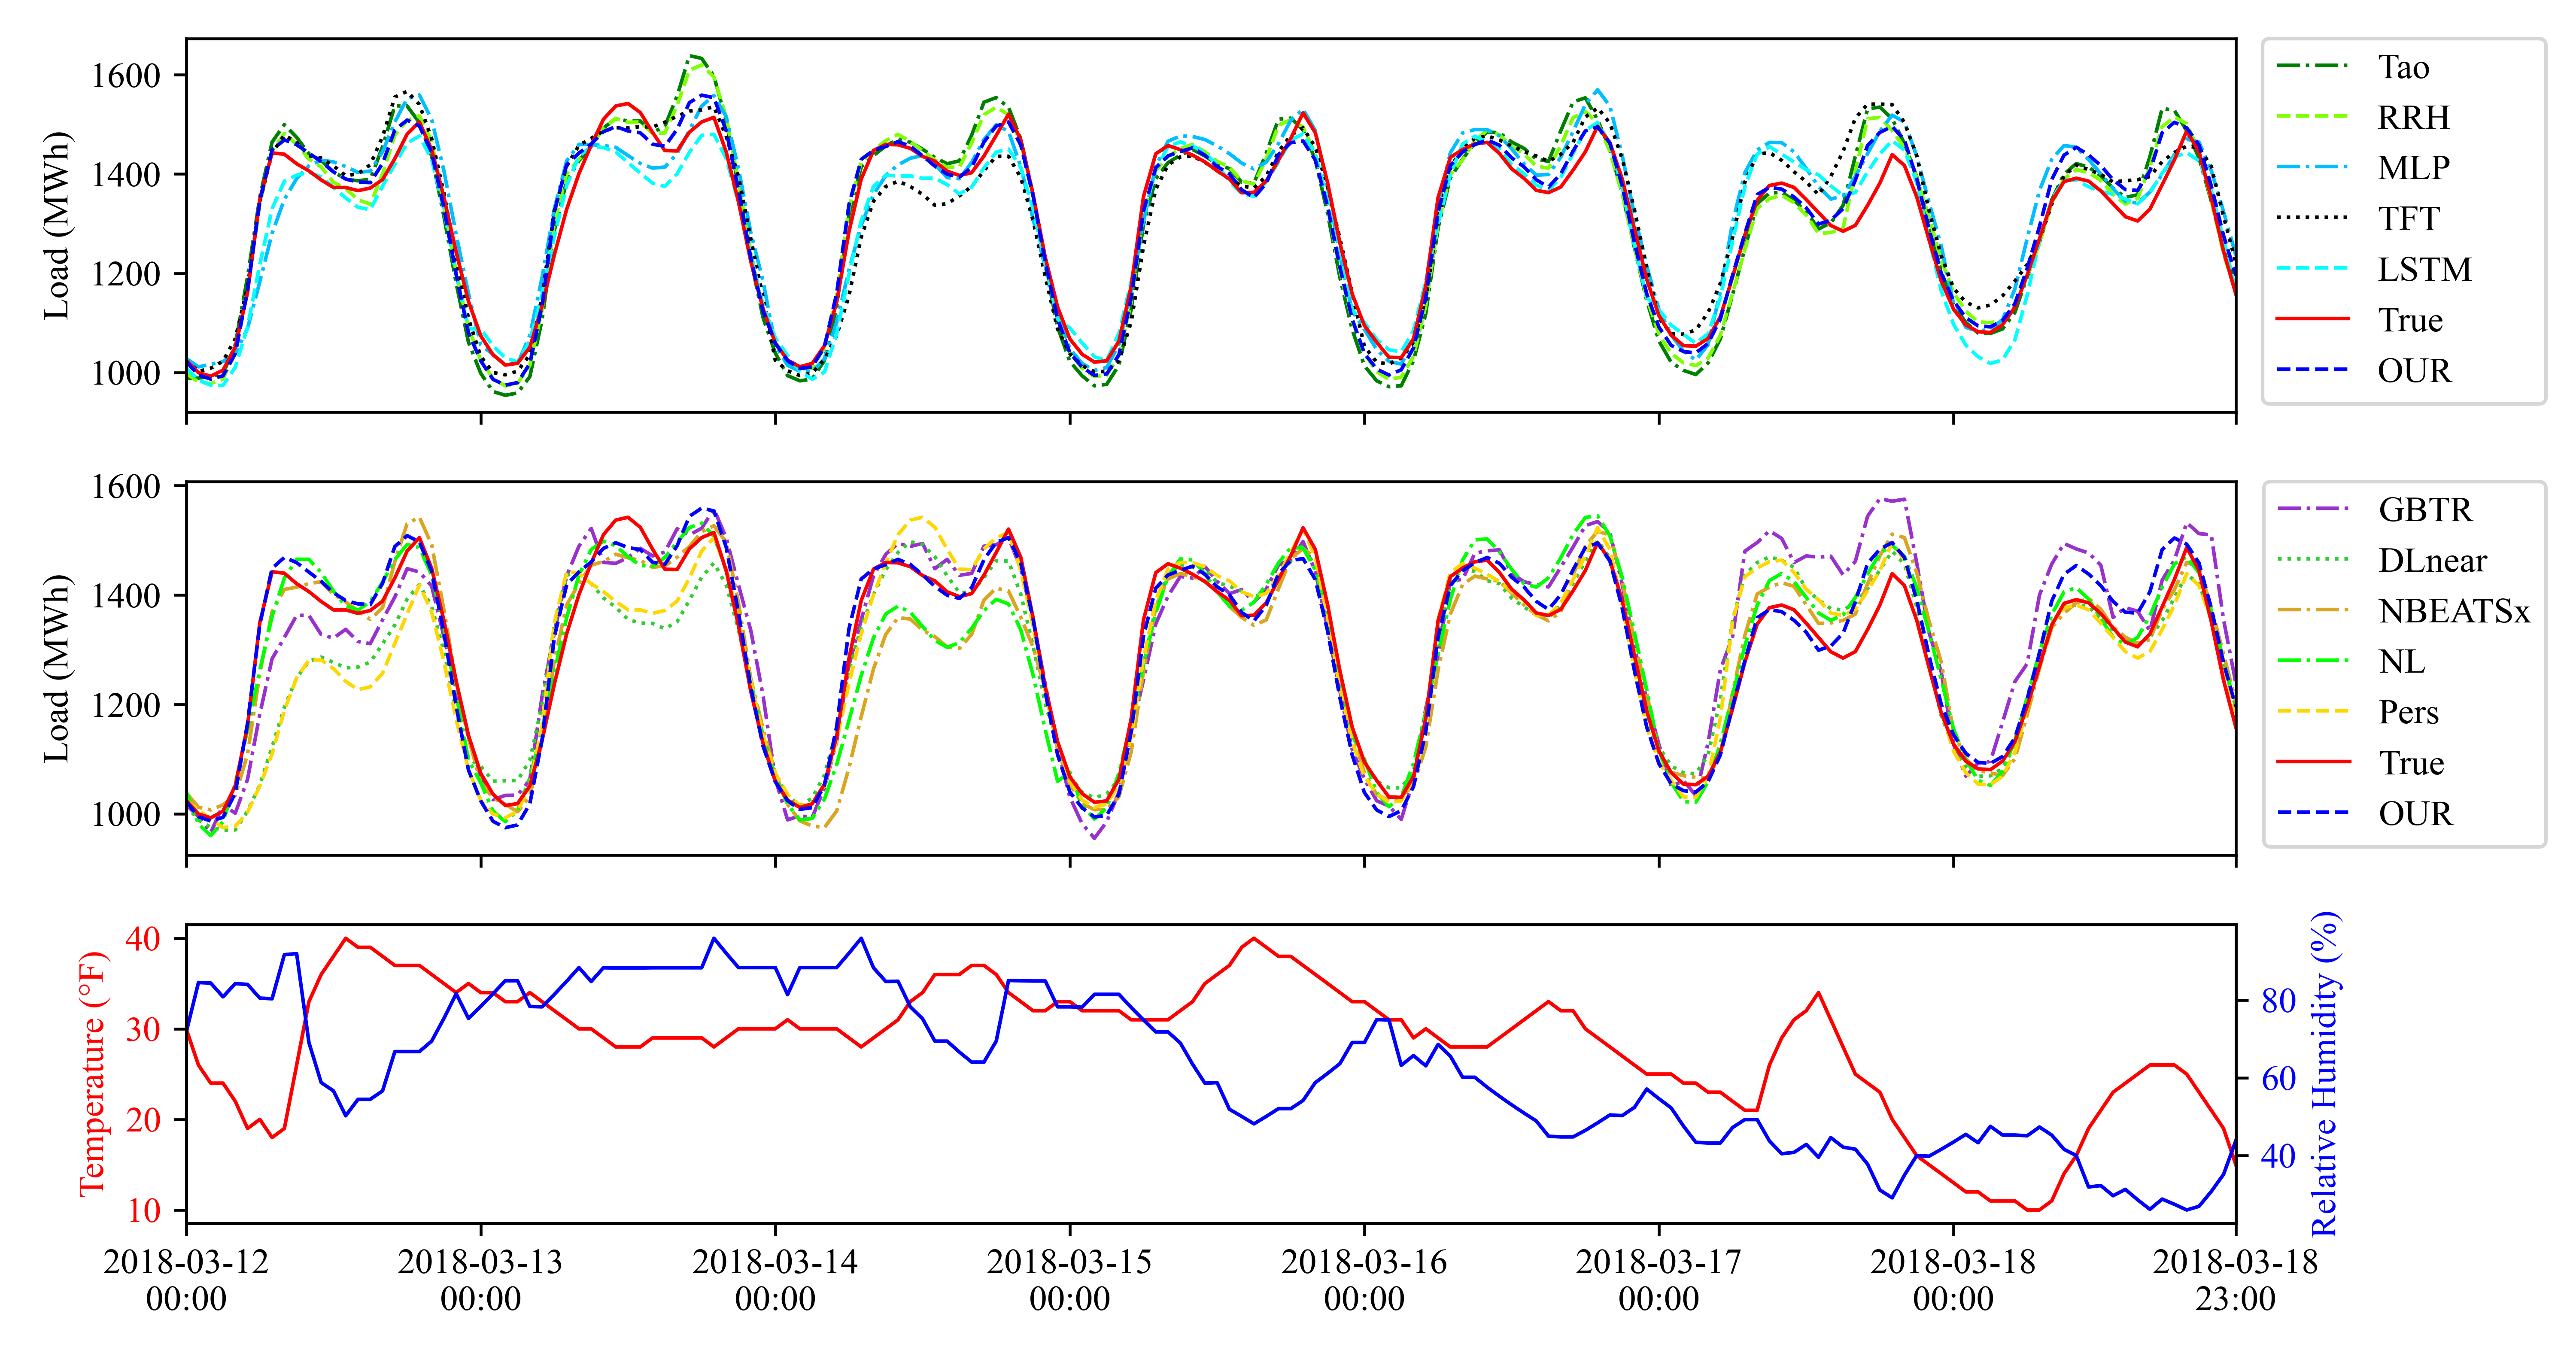 Load (MWh)
1600
1400
1200
1000
Tao
RRH
MLP
TFT
LSTM
True
OUR
Load (MWh)
1600
1400
1200
1000
GBTR
DLnear
NBEATSx
NL
Pers
True
OUR
Temperature (°F)
40
30
20
10
80
60
40
Relative Humidity (%)
2018-03-12 2018-03-13 2018-03-14 2018-03-15 2018-03-16 2018-03-17 2018-03-18 2018-03-18
00:00 00:00 00:00 00:00 00:00 00:00 00:00 23:00